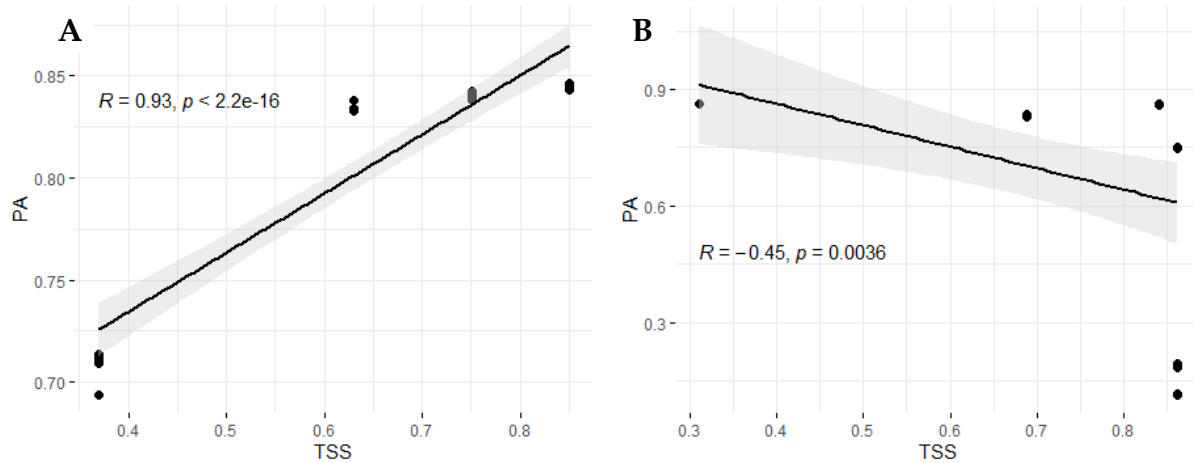 A
R = 0.93, p < 2.2e-16
PA
0.85
0.80
0.75
0.70
0.4 0.5 0.6 0.7 0.8
TSS
B
R = −0.45, p = 0.0036
PA
0.9
0.6
0.3
0.3 0.4 0.5 0.6 0.7 0.8
TSS